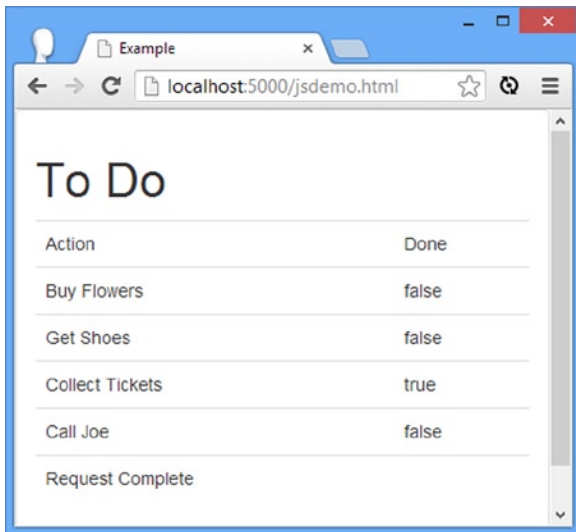 Example
localhost:5000/jsdemo.html
To Do
Action Done
Buy Flowers false
Get Shoes false
Collect Tickets true
Call Joe false
Request Complete